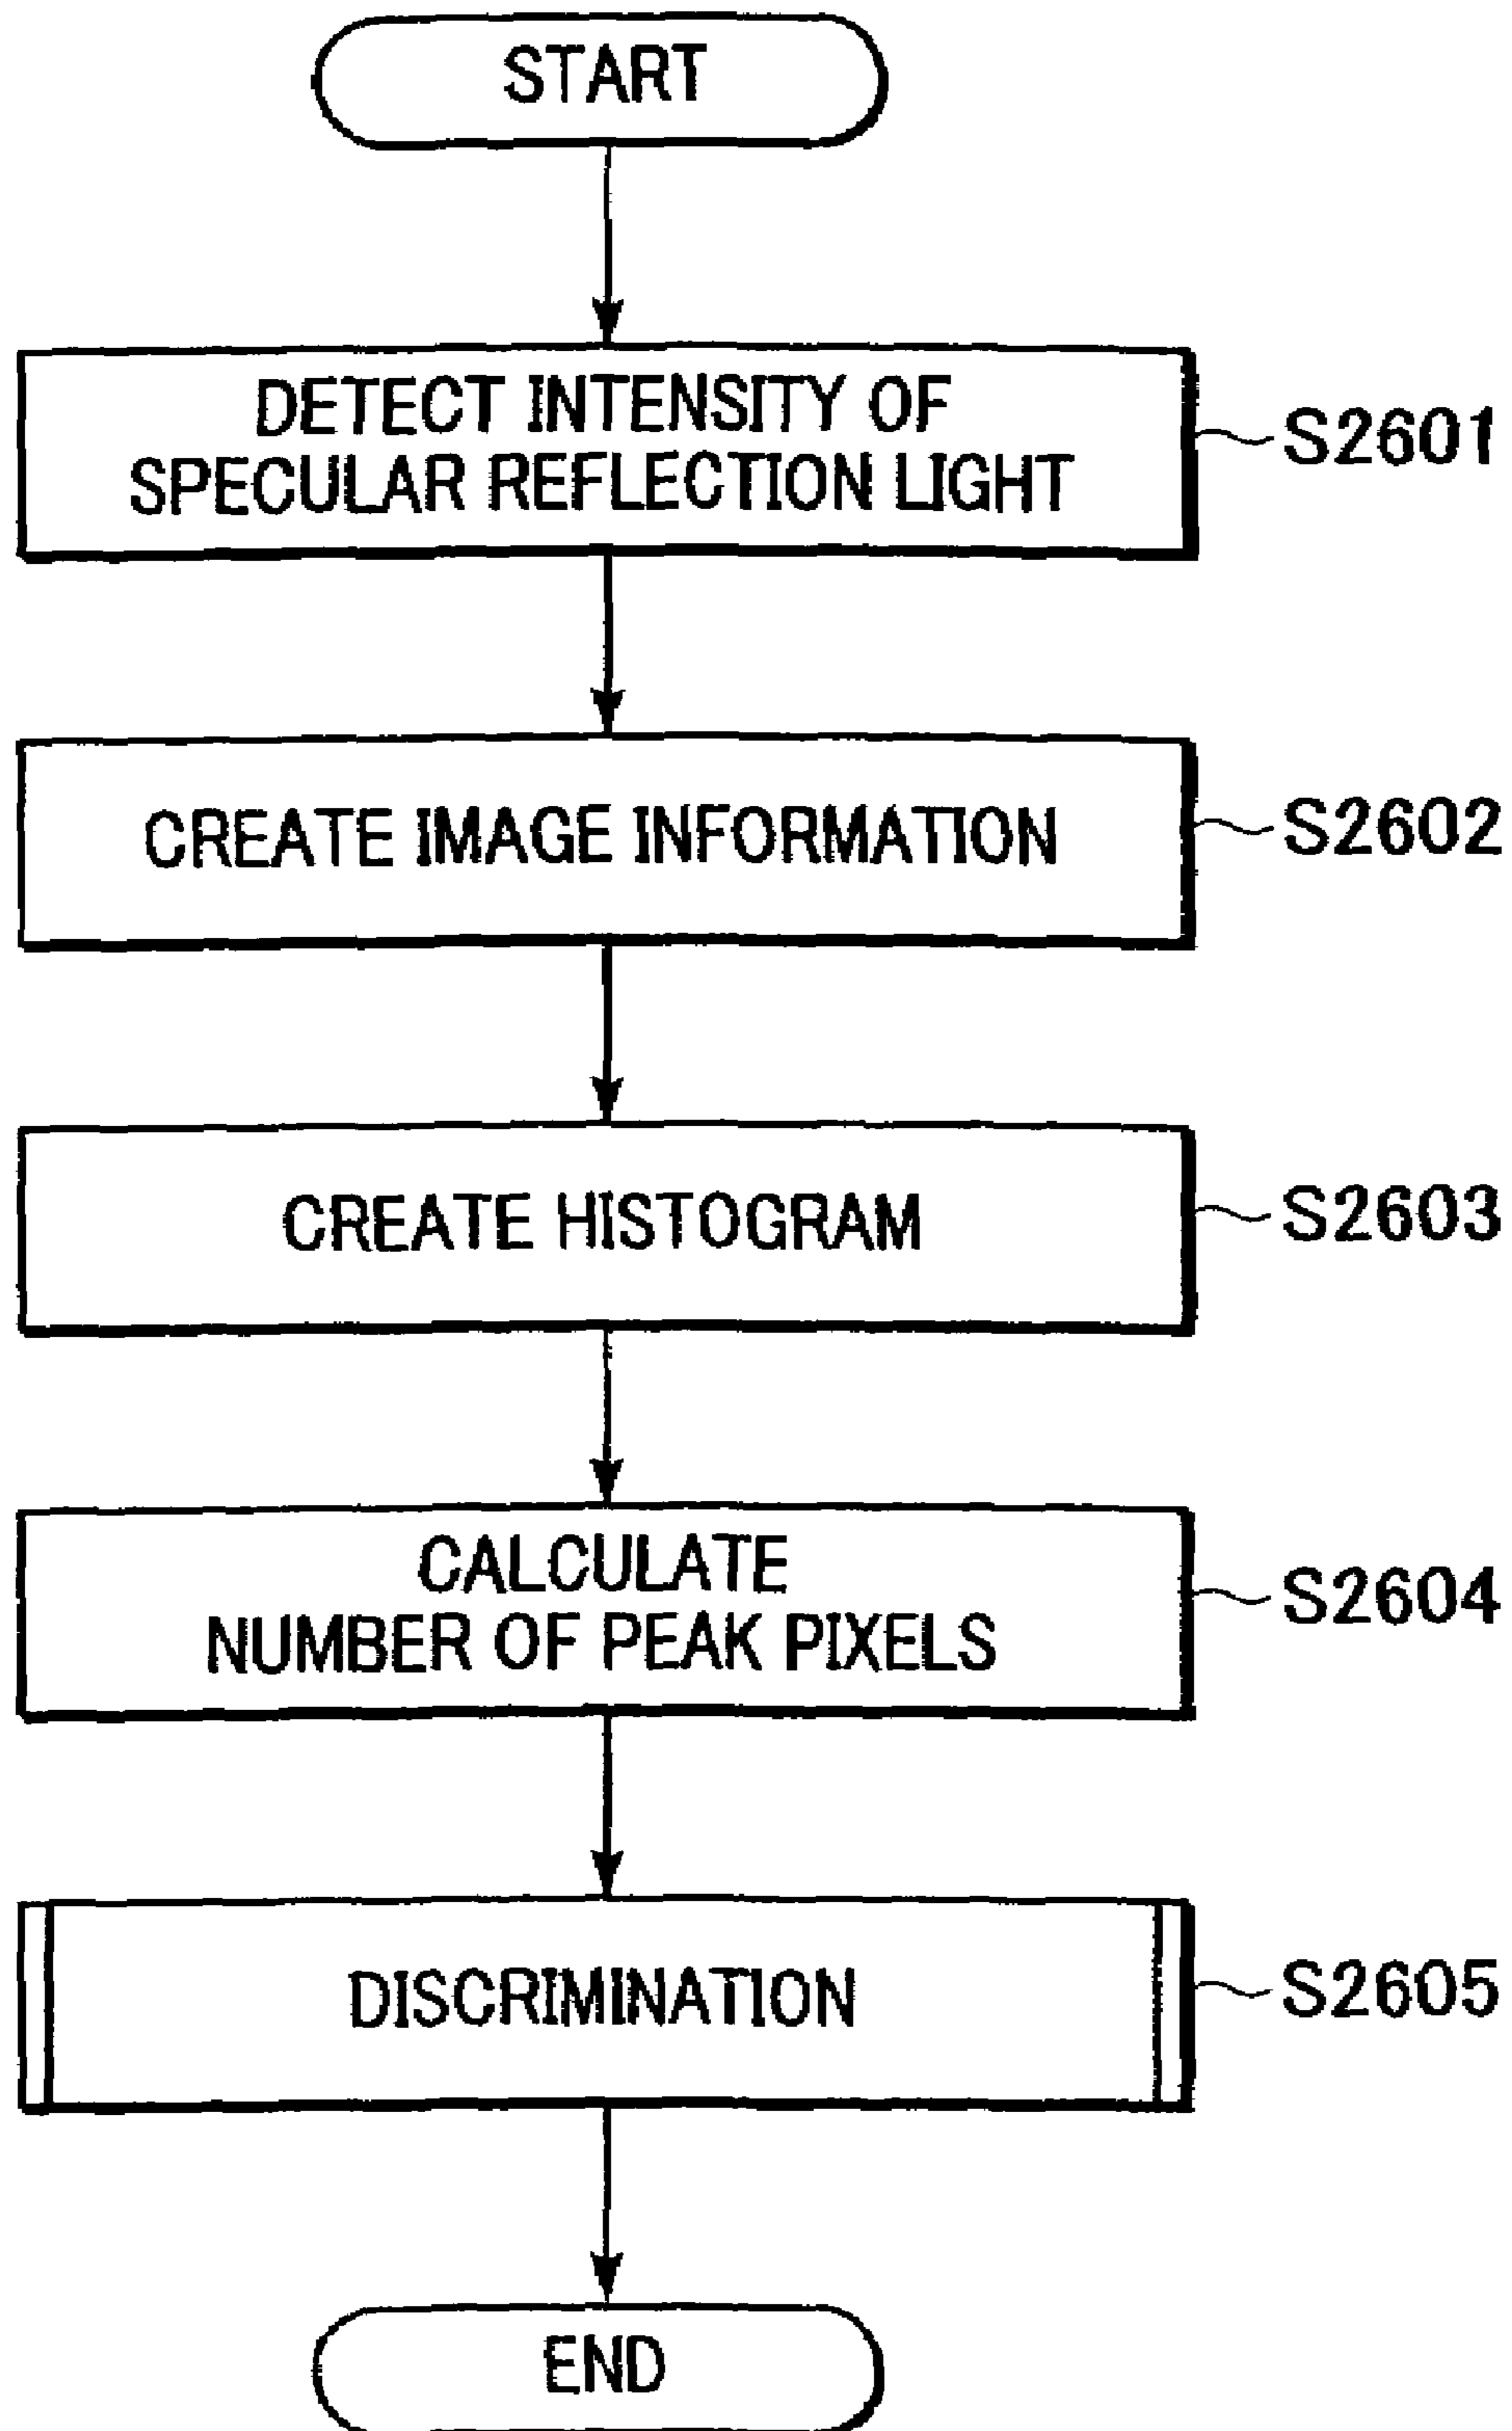 START
DETECT INTENSITY OF
SPECULAR REFLECTION LIGHT
S2601
CREATE IMAGE INFORMATION
S2602
CREATE HISTOGRAM
S2603
CALCULATE
NUMBER OF PEAK PIXELS
S2604
DISCRIMINATION
S2605
END